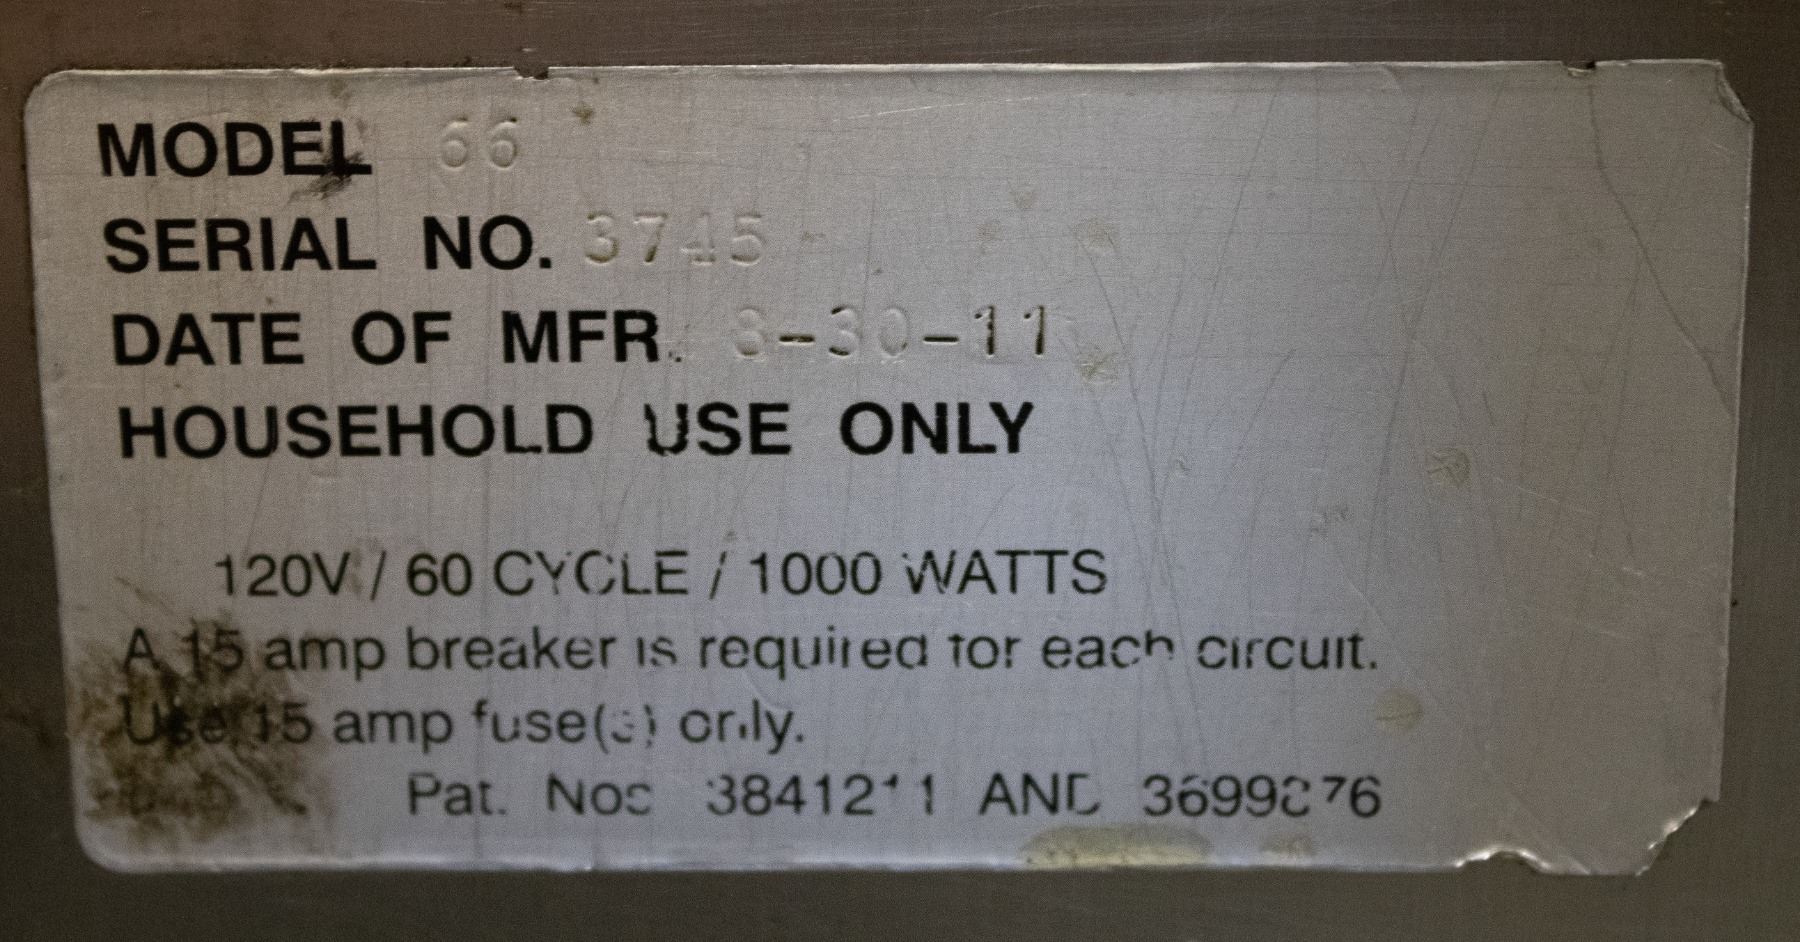 MODEL 66
SERIAL NO. 3745
DATE OF MFR. 8-30-11
HOUSEHOLD USE ONLY
120V / 60 CYCLE / 1000 WATTS
A 15 amp breaker is required for each circuit.
Use 15 amp fuse(s) only.
Pat. Nos 3841211 AND 3699876